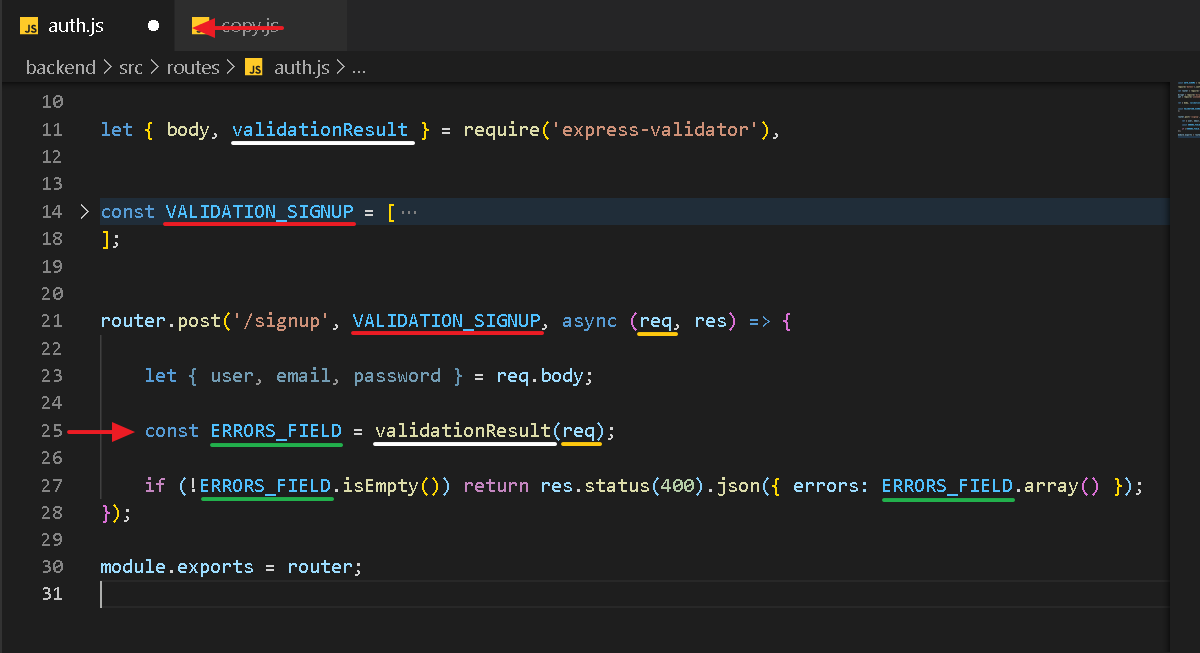 JS auth.js
copy.js
backend > src > routes > JS auth.js > ...
10
11 let { body, validationResult } = require('express-validator'),
12
13
14 > const VALIDATION_SIGNUP = [ ···
18 ];
19
20
21 router.post('/signup', VALIDATION_SIGNUP, async (req, res) => {
22
23 let { user, email, password } = req.body;
24
25 const ERRORS_FIELD = validationResult(req);
26
27 if (!ERRORS_FIELD.isEmpty()) return res.status(400).json({ errors: ERRORS_FIELD.array() });
28 });
29
30 module.exports = router;
31